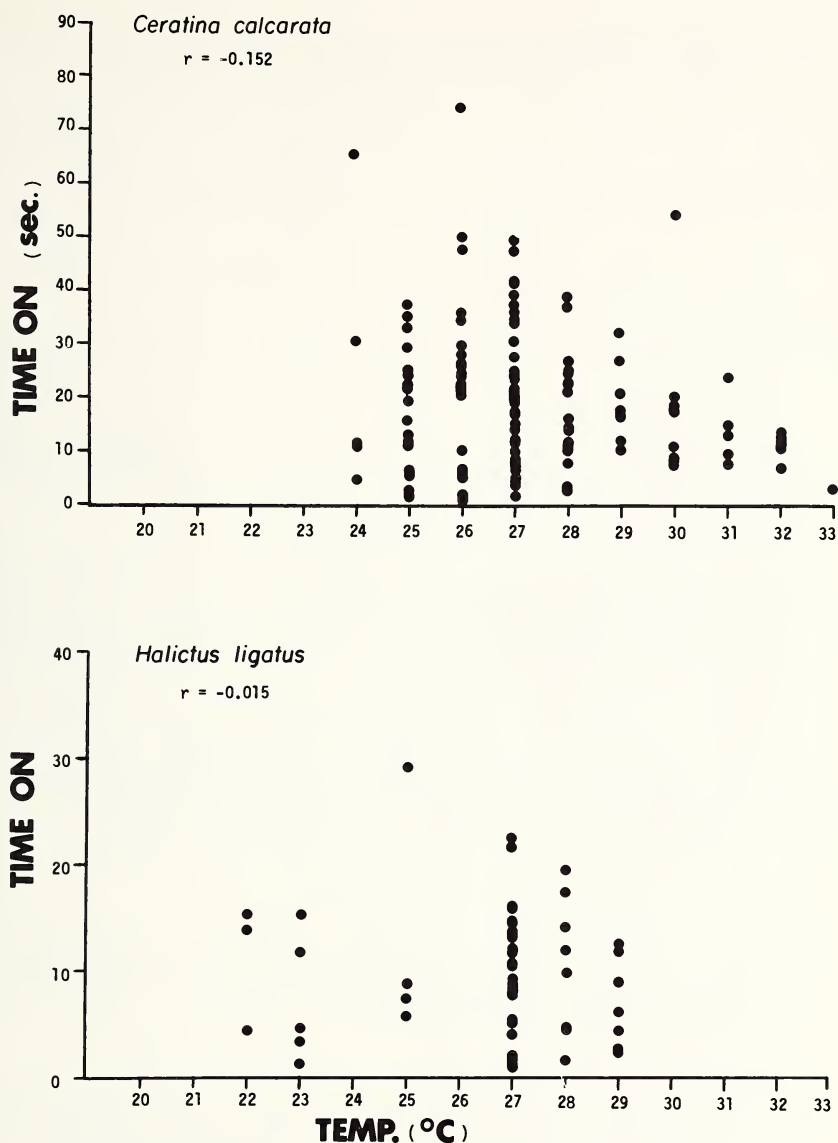 Ceratina calcarata
r = -0.152
90
80
70
60
50
40
30
20
10
0
TIME ON (sec.)
20 21 22 23 24 25 26 27 28 29 30 31 32 33
Halictus ligatus
r = -0.015
40
30
20
10
0
TIME ON
20 21 22 23 24 25 26 27 28 29 30 31 32 33
TEMP. (°C)